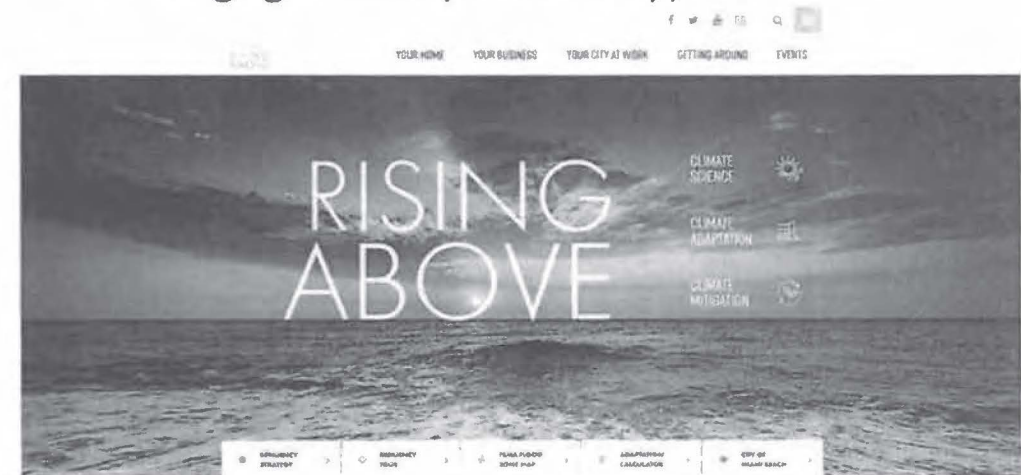 YOUR HOME YOUR BUSINESS YOUR CITY AT WORK GETTING AROUND EVENTS
RISING
ABOVE
CLIMATE
SCIENCE
CLIMATE
ADAPTATION
CLIMATE
MITIGATION
RESILIENCY
STRATEGY
RESILIENCY
FEMA FLOOD
ZONE MAP
ADAPTATION
CALCULATOR
CITY OF
MIAMI BEACH